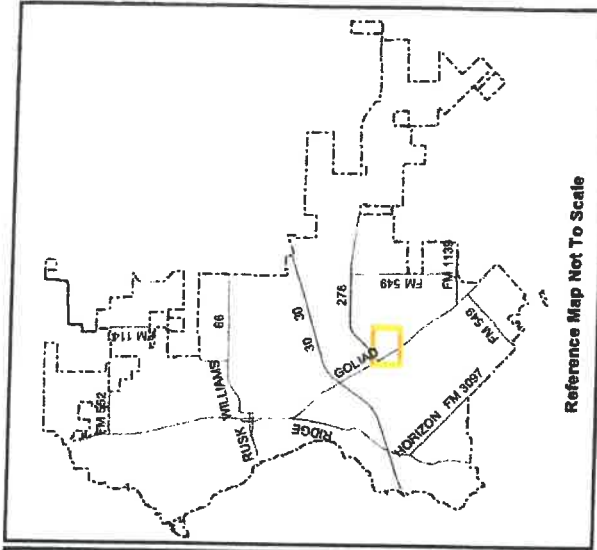 FM 552
FM 1141
WILLIAMS
66
RUSK
30
30
276
GOLIAD
RIDGE
FM 549
FM 1139
FM 549
HORIZON FM 3097
Reference Map Not To Scale